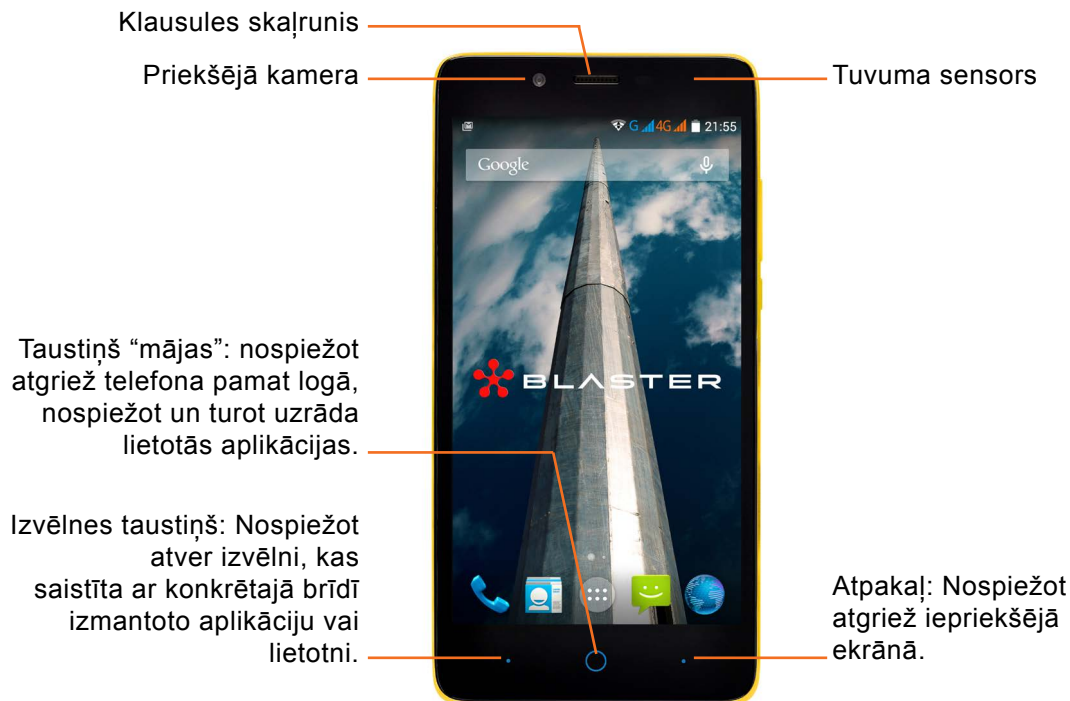 Klausules skaļrunis
Priekšējā kamera
Tuvuma sensors
G 4G 21:55
Google
BLASTER
Taustiņš “mājas”: nospiežot
atgriež telefona pamat logā,
nospiežot un turot uzrāda
lietotās aplikācijas.
Izvēlnes taustiņš: Nospiežot
atver izvēlni, kas
saistīta ar konkrētajā brīdī
izmantoto aplikāciju vai
lietotni.
Atpakaļ: Nospiežot
atgriež iepriekšējā
ekrānā.